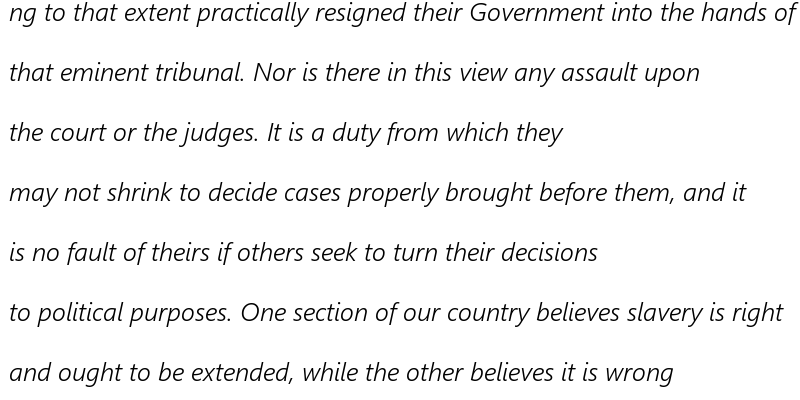 ng to that extent practically resigned their Government into the hands of
that eminent tribunal. Nor is there in this view any assault upon
the court or the judges. It is a duty from which they
may not shrink to decide cases properly brought before them, and it
is no fault of theirs if others seek to turn their decisions
to political purposes. One section of our country believes slavery is right
and ought to be extended, while the other believes it is wrong